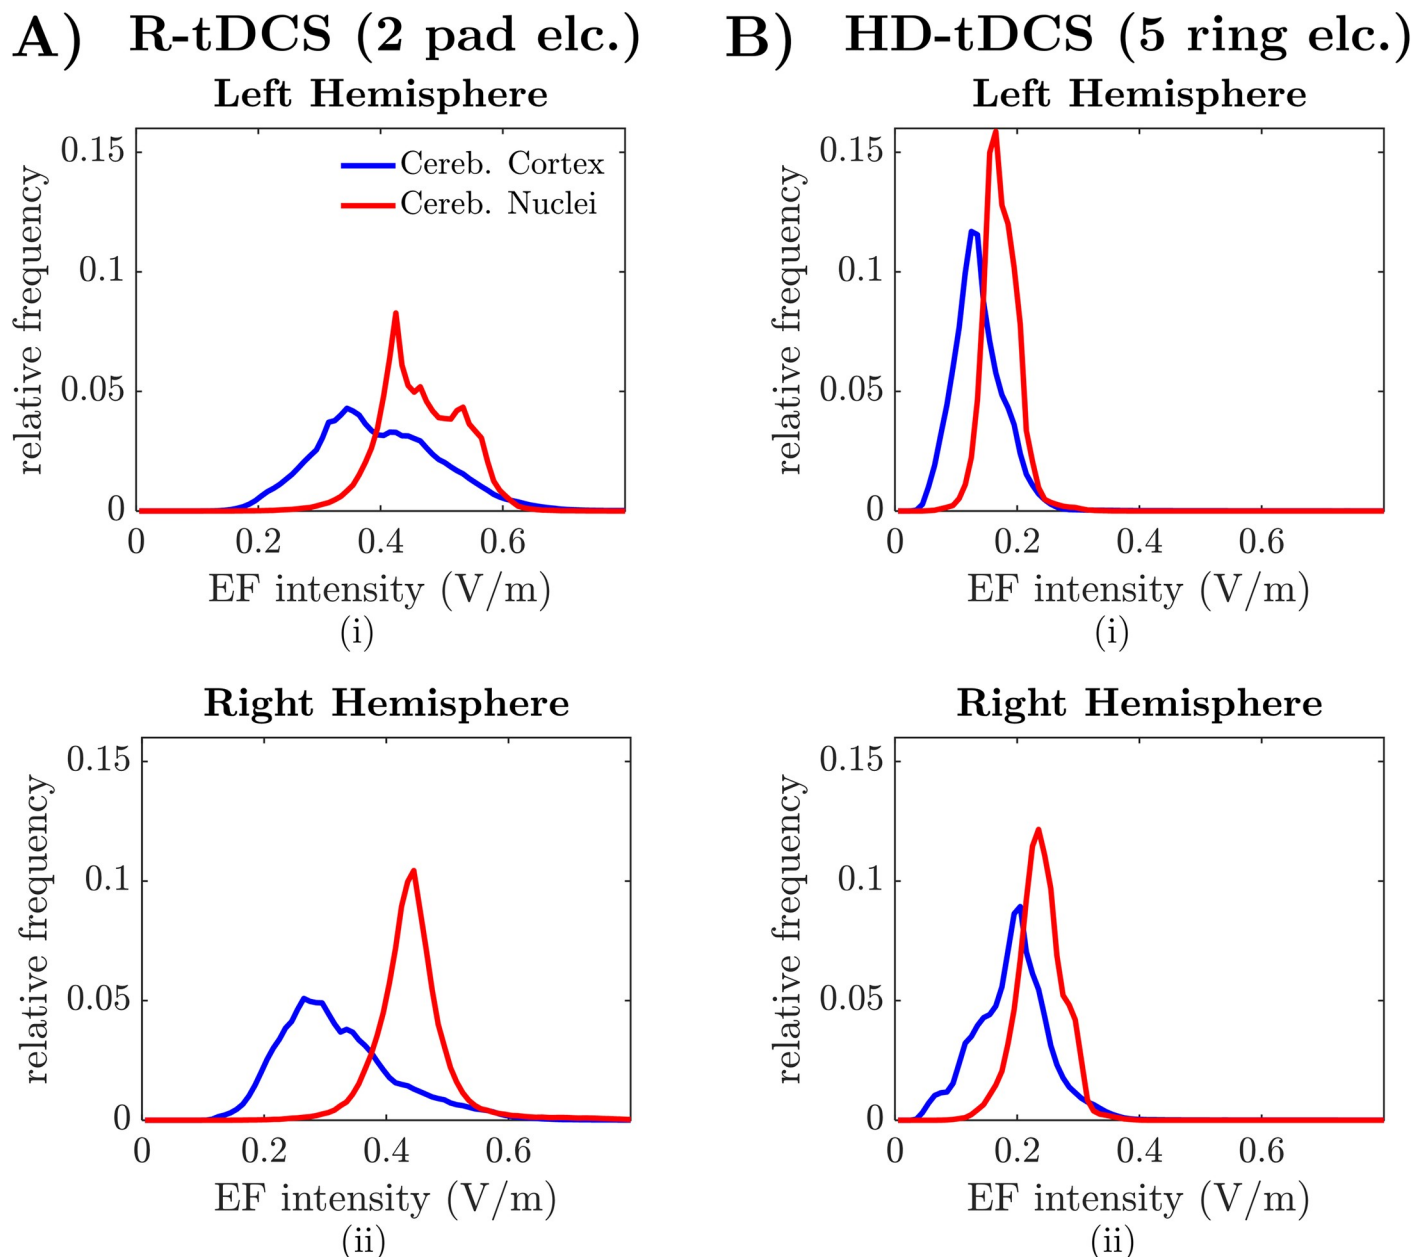 A) R-tDCS (2 pad elc.)
Left Hemisphere
relative frequency
0.15
0.1
0.05
0
Cereb. Cortex
Cereb. Nuclei
0 0.2 0.4 0.6
EF intensity (V/m)
(i)
Right Hemisphere
relative frequency
0.15
0.1
0.05
0
0 0.2 0.4 0.6
EF intensity (V/m)
(ii)
B) HD-tDCS (5 ring elc.)
Left Hemisphere
relative frequency
0.15
0.1
0.05
0
0 0.2 0.4 0.6
EF intensity (V/m)
(i)
Right Hemisphere
relative frequency
0.15
0.1
0.05
0
0 0.2 0.4 0.6
EF intensity (V/m)
(ii)